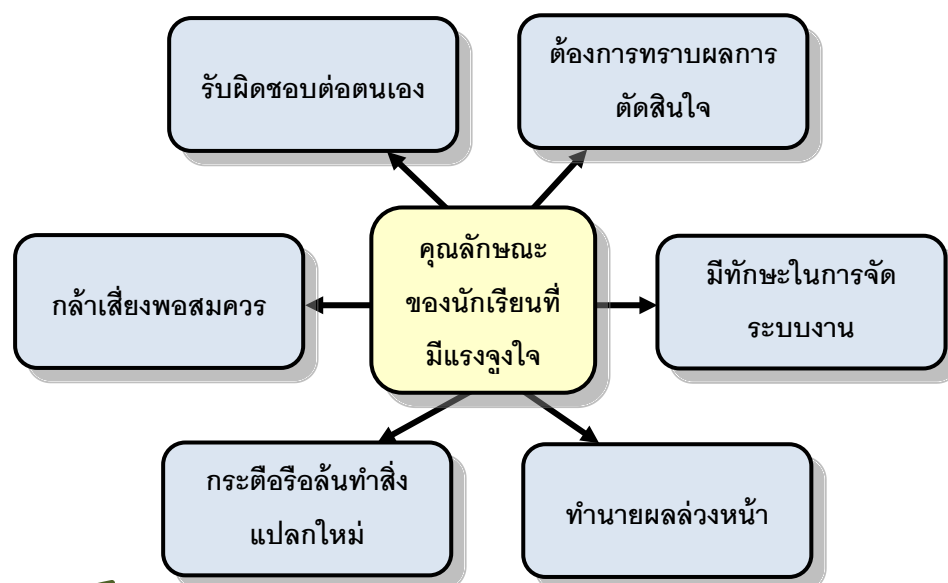 รับผิดชอบต่อตนเอง
ต้องการทราบผลการ
ตัดสินใจ
กล้าเสี่ยงพอสมควร
คุณลักษณะ
ของนักเรียนที่
มีแรงจูงใจ
มีทักษะในการจัด
ระบบงาน
กระตือรือล้นทำสิ่ง
แปลกใหม่
ทำนายผลล่วงหน้า